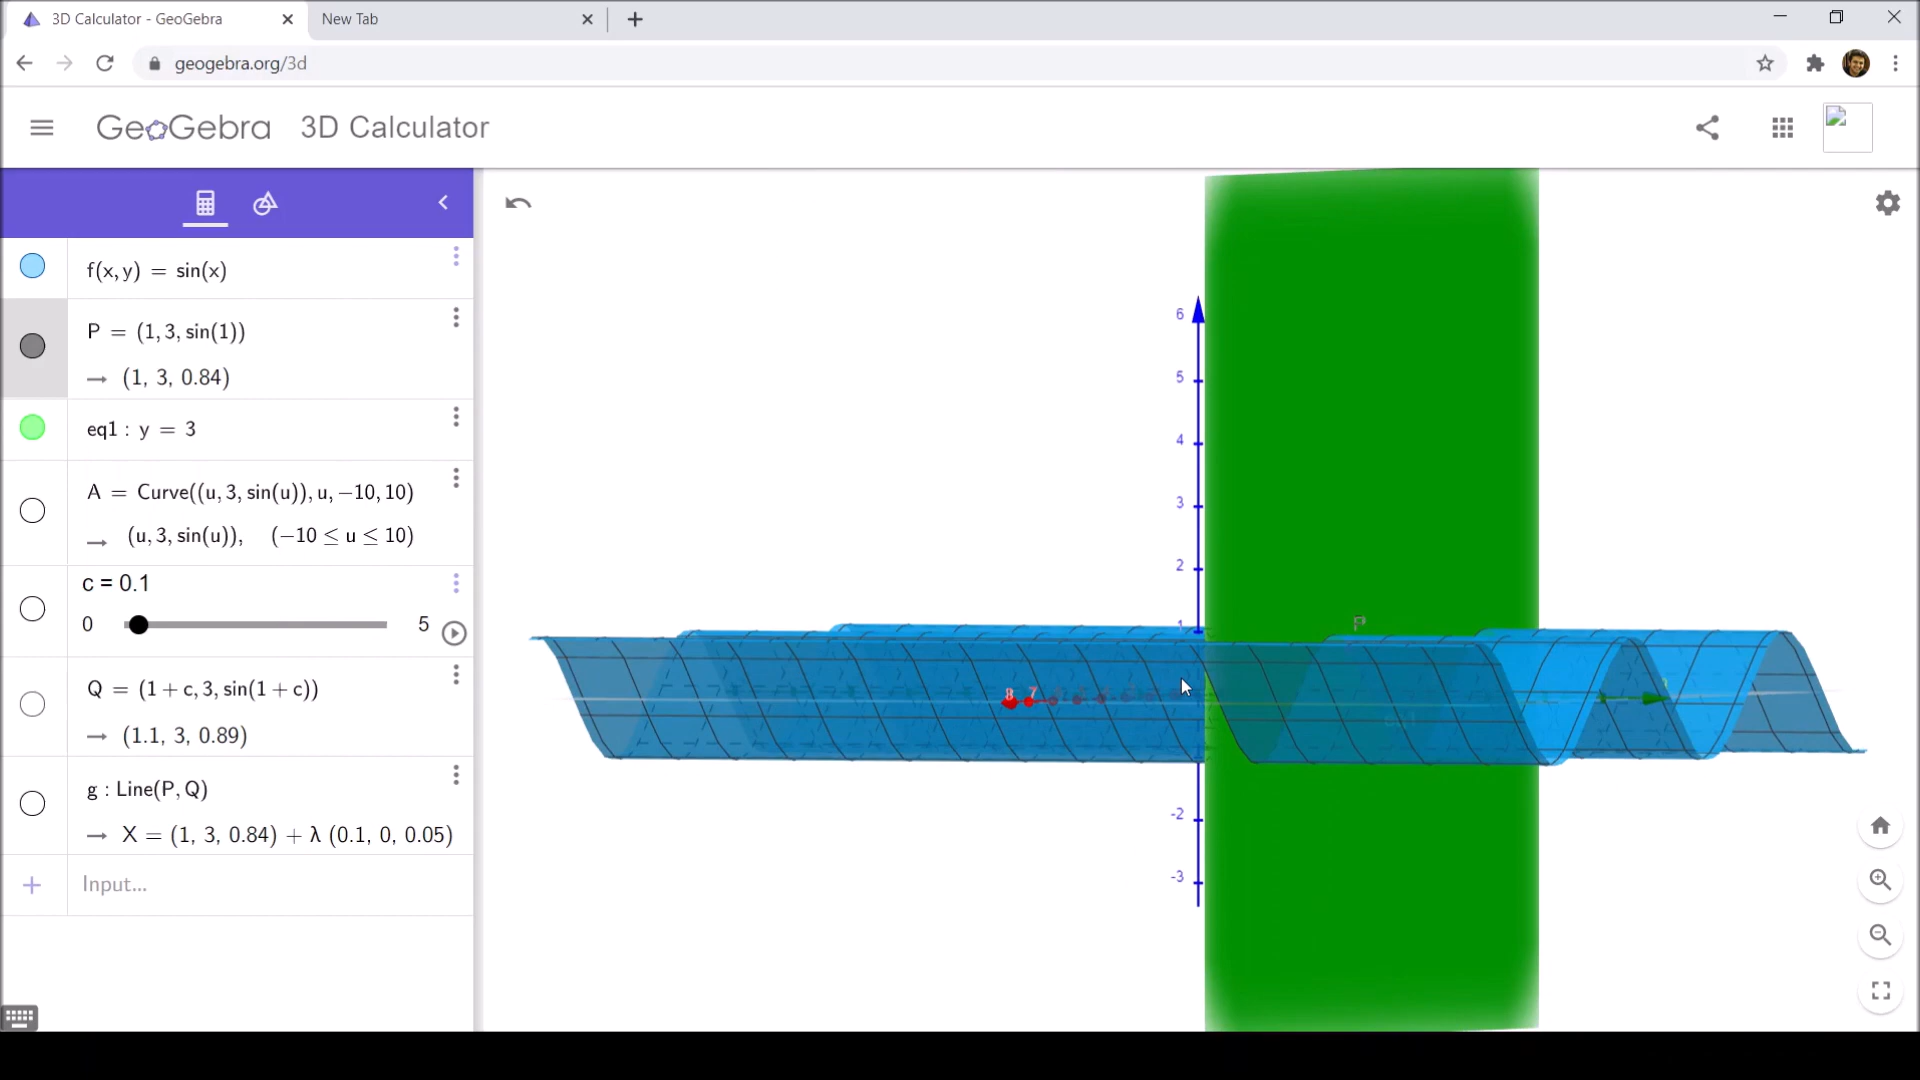 3D Calculator - GeoGebra
New Tab
geogebra.org/3d
GeoGebra 3D Calculator
f(x, y) = sin(x)
P = (1, 3, sin(1))
→ (1, 3, 0.84)
eq1 : y = 3
A = Curve((u, 3, sin(u)), u, −10, 10)
→ (u, 3, sin(u)), (−10 ≤ u ≤ 10)
c = 0.1
0 5
Q = (1 + c, 3, sin(1 + c))
→ (1.1, 3, 0.89)
g : Line(P, Q)
→ X = (1, 3, 0.84) + λ (0.1, 0, 0.05)
Input...
6
5
4
3
2
1
P
8 7
-2
-3